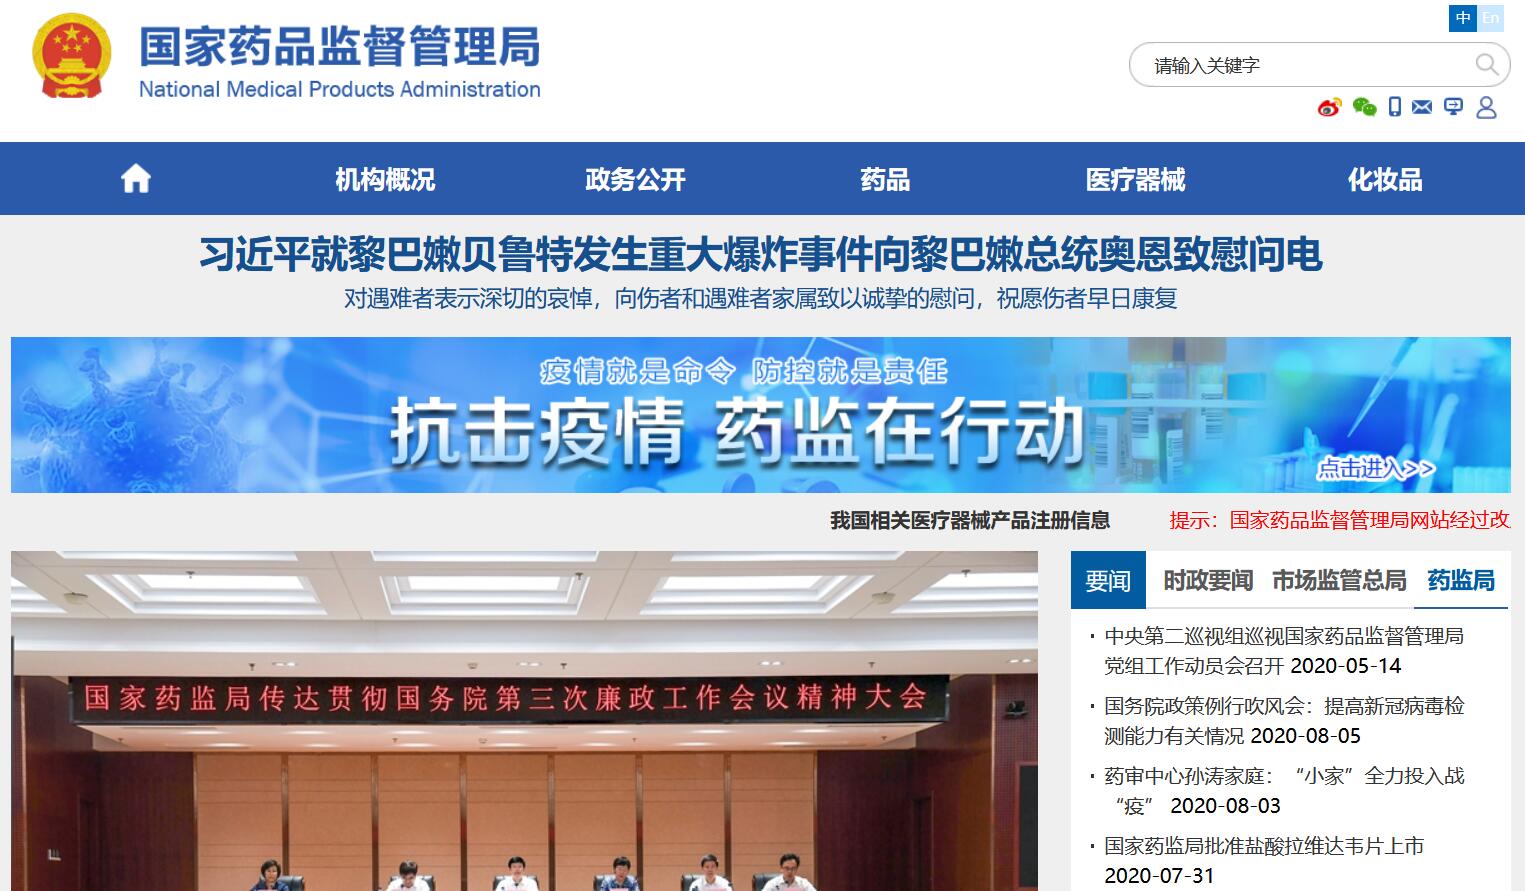 国家药品监督管理局
National Medical Products Administration
中 En
请输入关键字
机构概况 政务公开 药品 医疗器械 化妆品
习近平就黎巴嫩贝鲁特发生重大爆炸事件向黎巴嫩总统奥恩致慰问电
对遇难者表示深切的哀悼，向伤者和遇难者家属致以诚挚的慰问，祝愿伤者早日康复
疫情就是命令 防控就是责任
抗击疫情 药监在行动
点击进入>>
我国相关医疗器械产品注册信息 提示：国家药品监督管理局网站经过改
国家药监局传达贯彻国务院第三次廉政工作会议精神大会
要闻 时政要闻 市场监管总局 药监局
· 中央第二巡视组巡视国家药品监督管理局
党组工作动员会召开 2020-05-14
· 国务院政策例行吹风会：提高新冠病毒检
测能力有关情况 2020-08-05
· 药审中心孙涛家庭：“小家”全力投入战
“疫” 2020-08-03
· 国家药监局批准盐酸拉维达韦片上市
2020-07-31